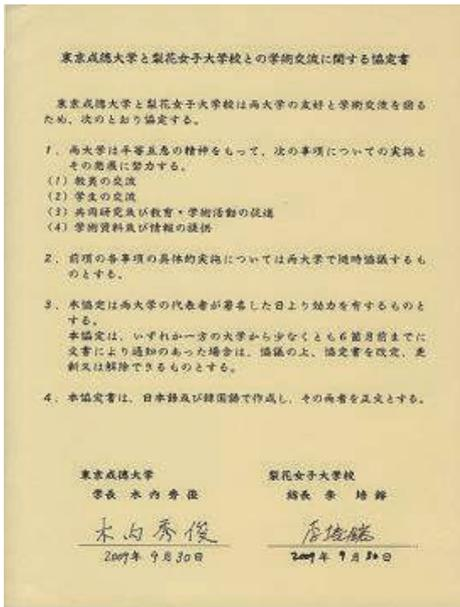 東京成徳大学と梨花女子大学校との学術交流に関する協定書
東京成徳大学と梨花女子大学校は両大学の友好と学術交流を図る
ため、次のとおり協定する。
1．両大学は平等互恵の精神をもって、次の事項についての実施と
その発展に努力する。
(1) 教員の交流
(2) 学生の交流
(3) 共同研究及び教育・学術活動の促進
(4) 学術資料及び情報の提供
2．前項の各事項の具体的実施については両大学で随時協議するも
のとする。
3．本協定は両大学の代表者が署名した日より効力を有するものと
する。
本協定は、いずれか一方の大学から少なくとも6箇月前までに
文書により通知のあった場合は、協議の上、協定書を改定、更
新又は解除できるものとする。
4．本協定書は、日本語及び韓国語で作成し、その両者を正文とする。
東京成徳大学
学長 木内秀俊
木内秀俊
2009年 9月30日
梨花女子大学校
総長 李 培鎔
李培鎔
2009年 9月30日